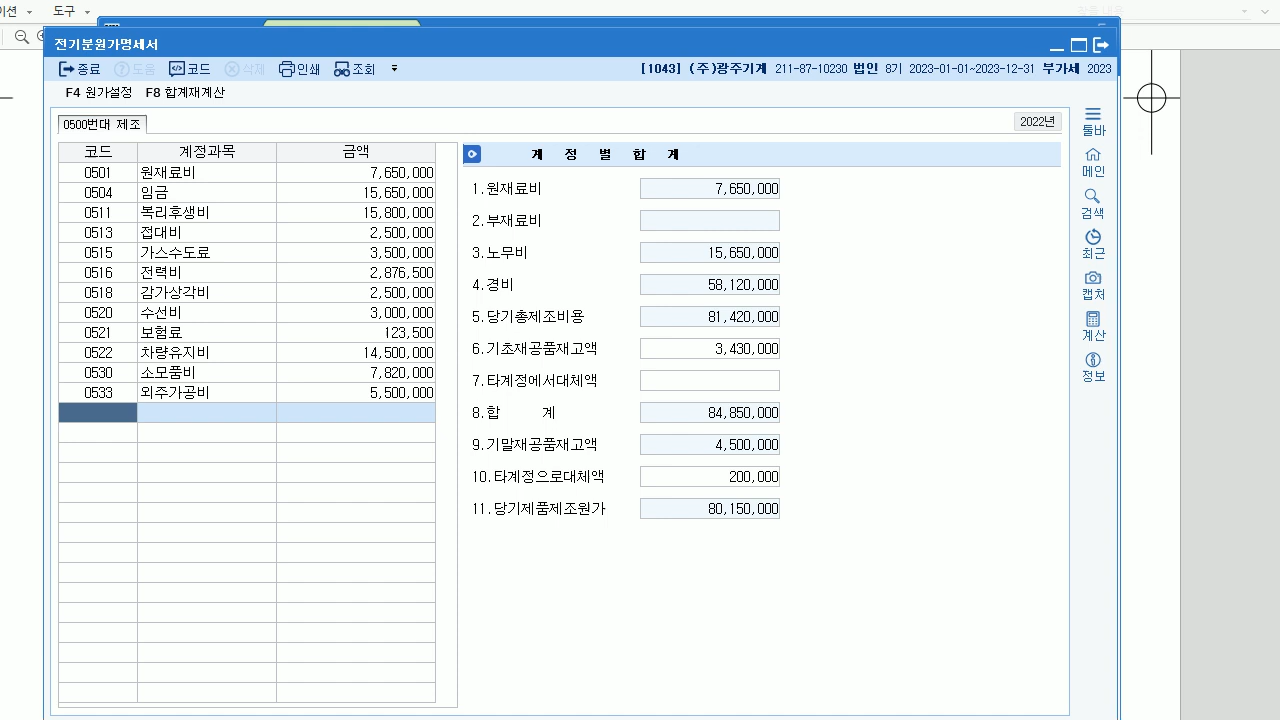 이션 도구
전기분원가명세서
종료 도움 코드 삭제 인쇄 조회 [1043] (주)광주기계 211-87-10230 법인 8기 2023-01-01~2023-12-31 부가세 2023
F4 원가설정 F8 합계재계산
0500번대 제조 2022년
코드 계정과목 금액
0501 원재료비 7,650,000
0504 임금 15,650,000
0511 복리후생비 15,800,000
0513 접대비 2,500,000
0515 가스수도료 3,500,000
0516 전력비 2,876,500
0518 감가상각비 2,500,000
0520 수선비 3,000,000
0521 보험료 123,500
0522 차량유지비 14,500,000
0530 소모품비 7,820,000
0533 외주가공비 5,500,000
계 정 별 합 계
1.원재료비 7,650,000
2.부재료비
3.노무비 15,650,000
4.경비 58,120,000
5.당기총제조비용 81,420,000
6.기초재공품재고액 3,430,000
7.타계정에서대체액
8.합 계 84,850,000
9.기말재공품재고액 4,500,000
10.타계정으로대체액 200,000
11.당기제품제조원가 80,150,000
툴바
메인
검색
최근
캡처
계산
정보